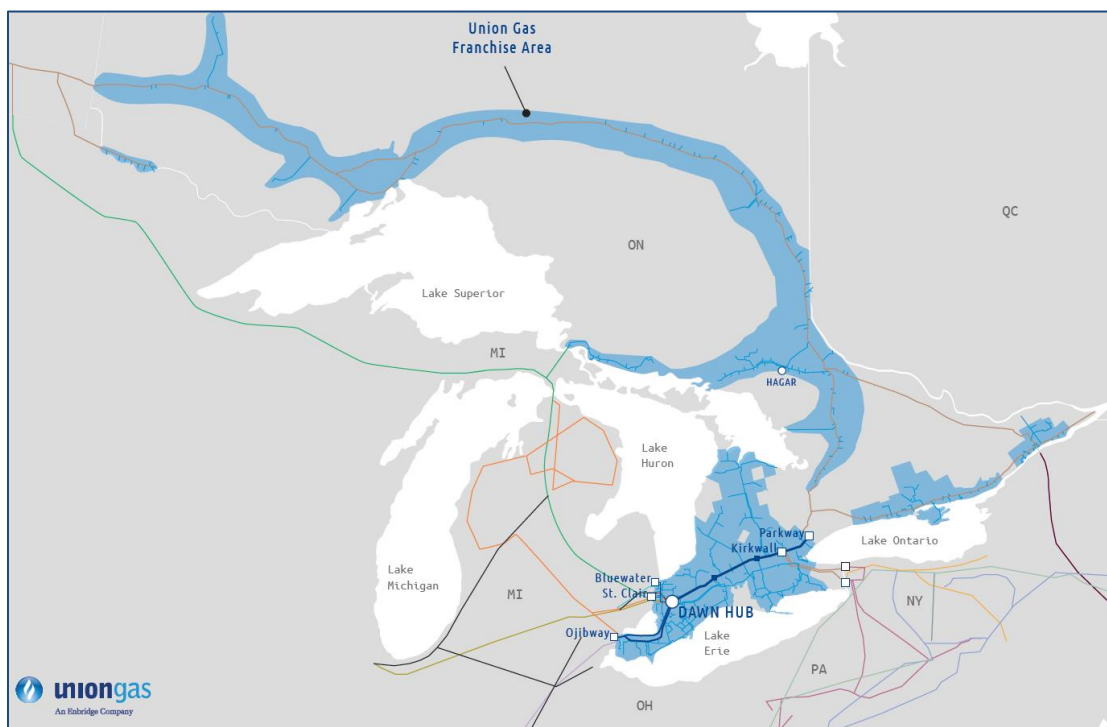 Union Gas
Franchise Area
QC
ON
Lake Superior
MI
HAGAR
Lake
Huron
Parkway
Kirkwall
Lake Ontario
Bluewater
St. Clair
Lake
Michigan
MI
DAWN HUB
NY
Ojibway
Lake
Erie
PA
OH
uniongas
An Enbridge Company